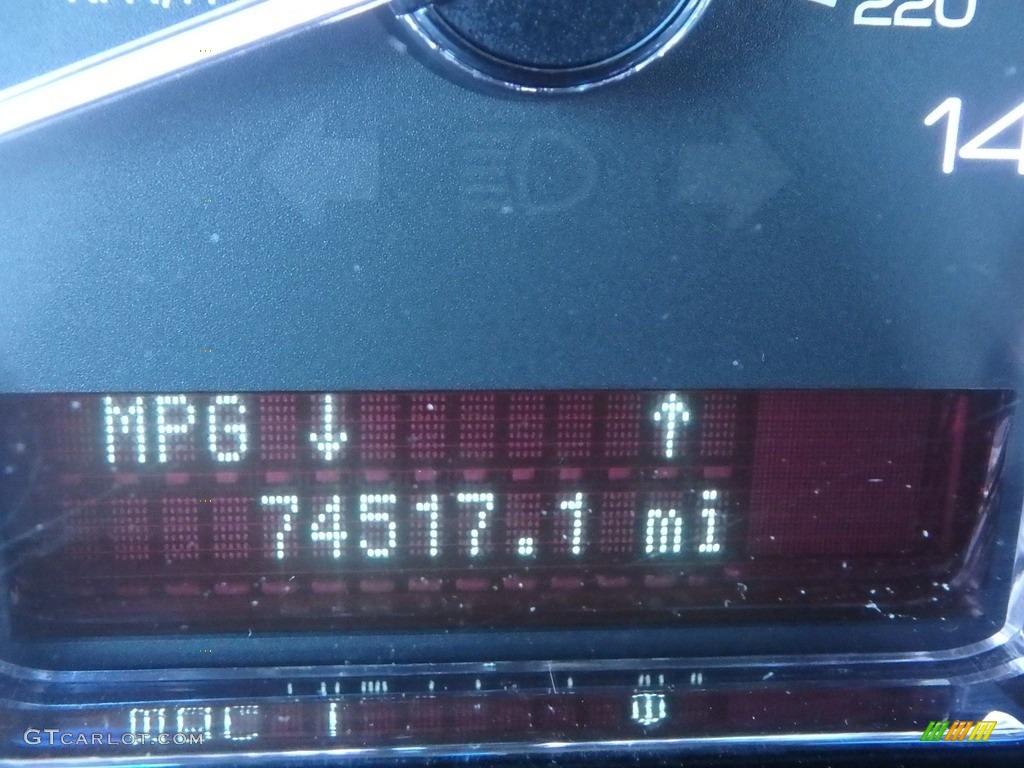 220
14
MPG ↓ ↑
74517.1 mi
GTCARLOT.COM